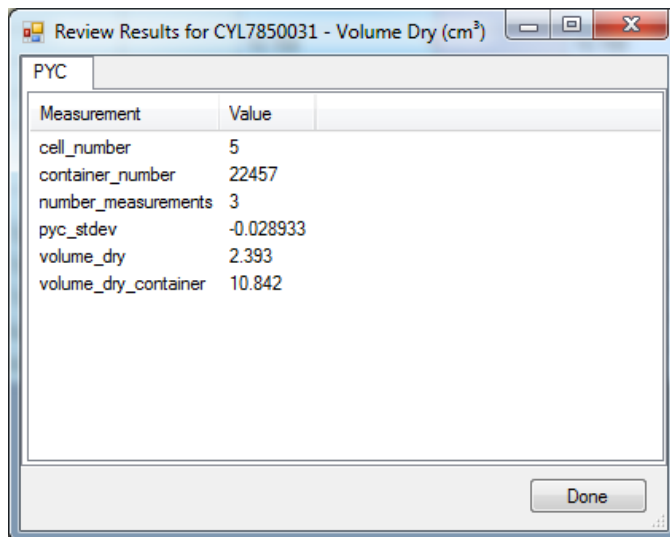 Review Results for CYL7850031 - Volume Dry (cm³)
PYC
Measurement Value
cell_number 5
container_number 22457
number_measurements 3
pyc_stdev -0.028933
volume_dry 2.393
volume_dry_container 10.842
Done